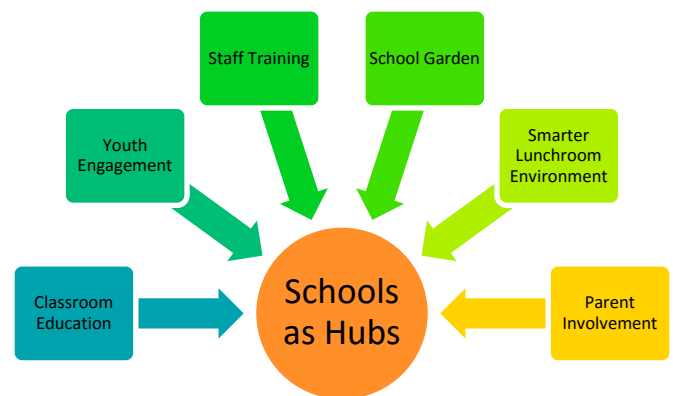 Staff Training
School Garden
Youth
Engagement
Smarter
Lunchroom
Environment
Classroom
Education
Schools
as Hubs
Parent
Involvement